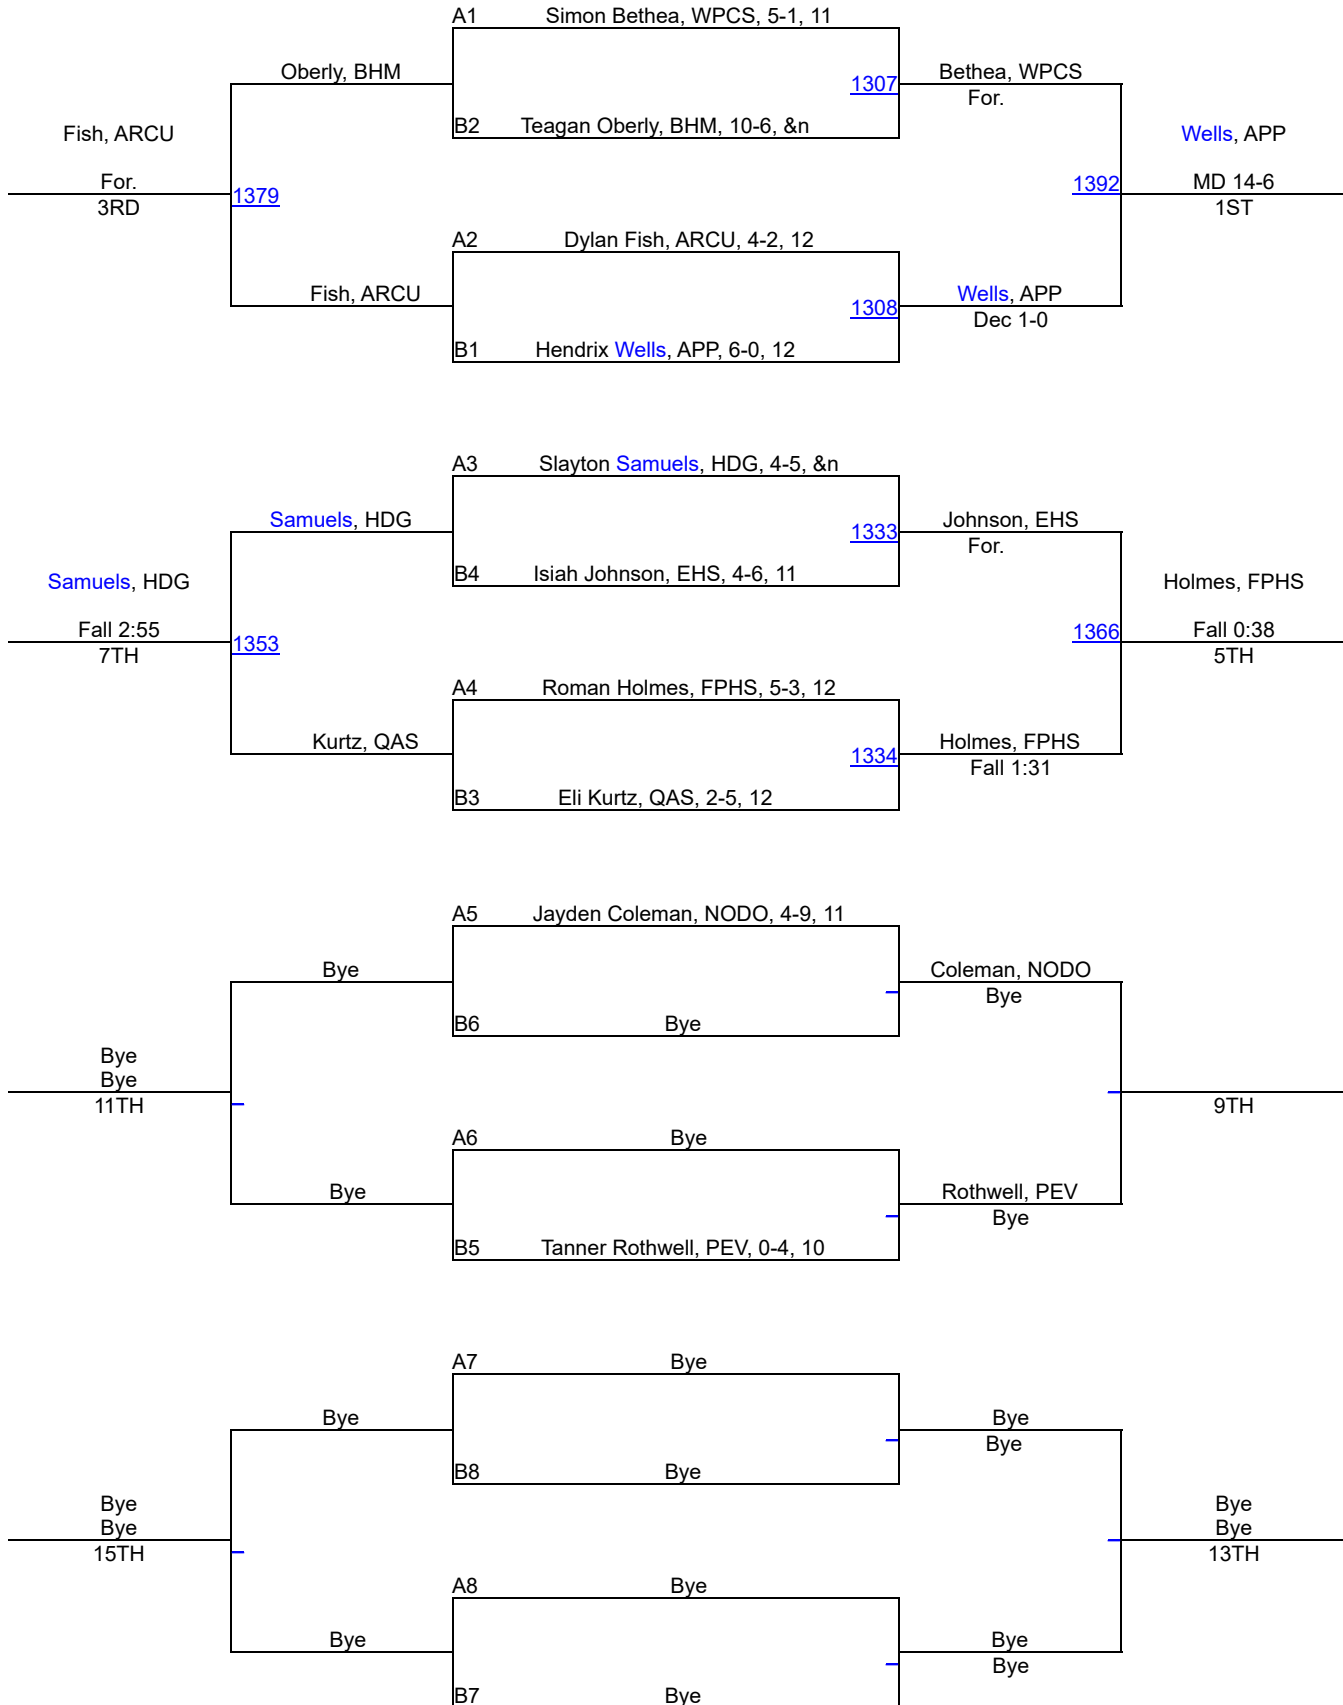 A1 Simon Bethea, WPCS, 5-1, 11
Oberly, BHM
1307
Bethea, WPCS
For.
B2 Teagan Oberly, BHM, 10-6, &n
Fish, ARCU
For.
3RD
1379
1392
Wells, APP
MD 14-6
1ST
A2 Dylan Fish, ARCU, 4-2, 12
Fish, ARCU
1308
Wells, APP
Dec 1-0
B1 Hendrix Wells, APP, 6-0, 12
A3 Slayton Samuels, HDG, 4-5, &n
Samuels, HDG
1333
Johnson, EHS
For.
B4 Isiah Johnson, EHS, 4-6, 11
Samuels, HDG
Fall 2:55
7TH
1353
1366
Holmes, FPHS
Fall 0:38
5TH
A4 Roman Holmes, FPHS, 5-3, 12
Kurtz, QAS
1334
Holmes, FPHS
Fall 1:31
B3 Eli Kurtz, QAS, 2-5, 12
A5 Jayden Coleman, NODO, 4-9, 11
Bye
Coleman, NODO
Bye
B6 Bye
Bye
Bye
11TH
9TH
A6 Bye
Bye
Rothwell, PEV
Bye
B5 Tanner Rothwell, PEV, 0-4, 10
A7 Bye
Bye
Bye
Bye
B8 Bye
Bye
Bye
15TH
Bye
Bye
13TH
A8 Bye
Bye
Bye
Bye
B7 Bye